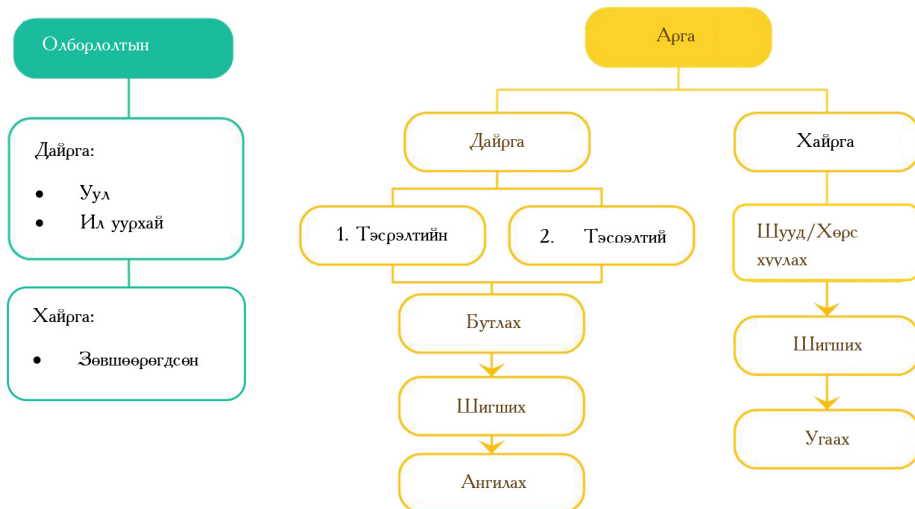 Олборлолтын
Дайрга:
• Уул
• Ил уурхай
Хайрга:
• Зөвшөөрөгдсөн
Арга
Дайрга
Хайрга
1. Тэсрэлтийн
2. Тэсрэлтий
Шууд/Хөрс
хуулах
Бутлах
Шигших
Ангилах
Шигших
Угаах